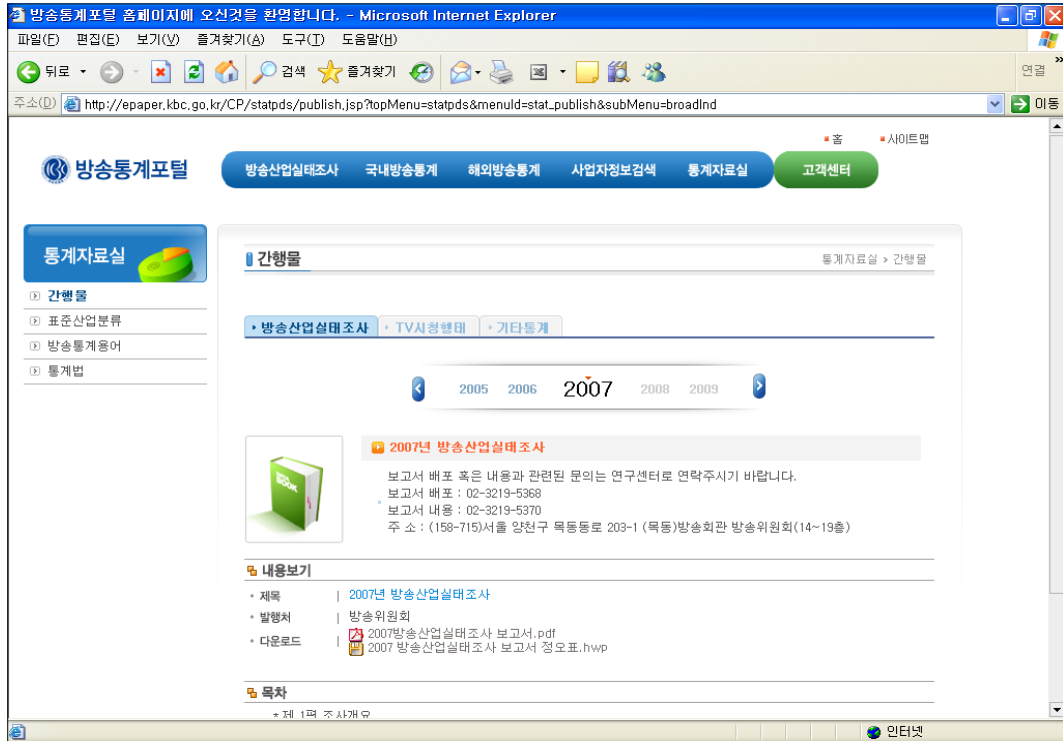 방송통계포털 홈페이지에 오신것을 환영합니다. - Microsoft Internet Explorer
파일(F) 편집(E) 보기(V) 즐겨찾기(A) 도구(T) 도움말(H)
뒤로 검색 즐겨찾기 연결 »
주소(D) http://epaper.kbc.go.kr/CP/statpds/publish.jsp?topMenu=statpds&menuId=stat_publish&subMenu=broadInd 이동
홈 사이트맵
방송통계포털 방송산업실태조사 국내방송통계 해외방송통계 사업자정보검색 통계자료실 고객센터
통계자료실
간행물
표준산업분류
방송통계용어
통계법
간행물 통계자료실 > 간행물
방송산업실태조사 TV시청행태 기타통계
2005 2006 2007 2008 2009
BOOK
2007년 방송산업실태조사
보고서 배포 혹은 내용과 관련된 문의는 연구센터로 연락주시기 바랍니다.
보고서 배포 : 02-3219-5368
보고서 내용 : 02-3219-5370
주 소 : (158-715)서울 양천구 목동동로 203-1 (목동)방송회관 방송위원회(14~19층)
내용보기
제목 | 2007년 방송산업실태조사
발행처 | 방송위원회
다운로드 | 2007방송산업실태조사 보고서.pdf
2007 방송산업실태조사 보고서 정오표.hwp
목차
* 제 1편 조사개요
인터넷